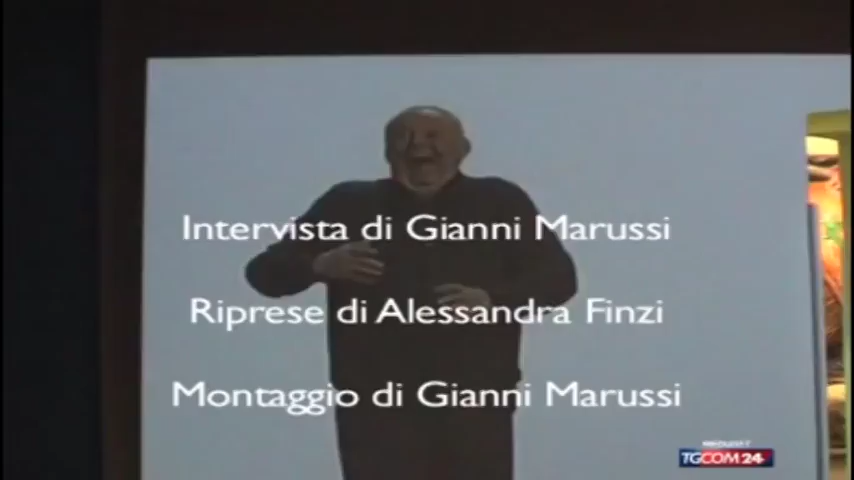 Intervista di Gianni Marussi
Riprese di Alessandra Finzi
Montaggio di Gianni Marussi
TGCOM24